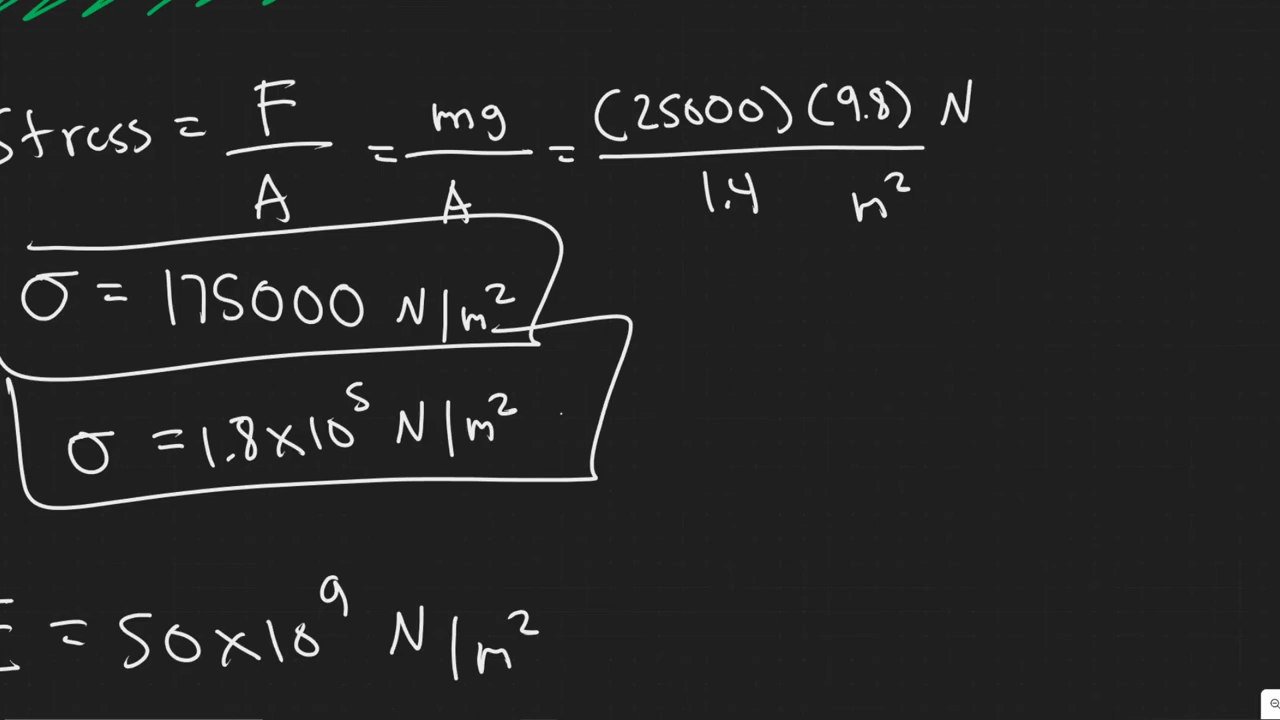 Stress = F/A = mg/A = (25000)(9.8) N / 1.4 m²
σ = 175000 N/m²
σ = 1.8×10⁵ N/m²
E = 50×10⁹ N/m²